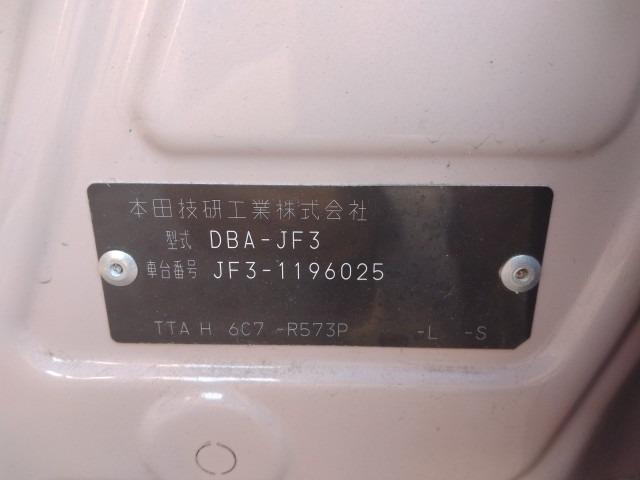 本田技研工業株式会社
型式 DBA-JF3
車台番号 JF3-1196025
TTA H 6C7 -R573P -L -S